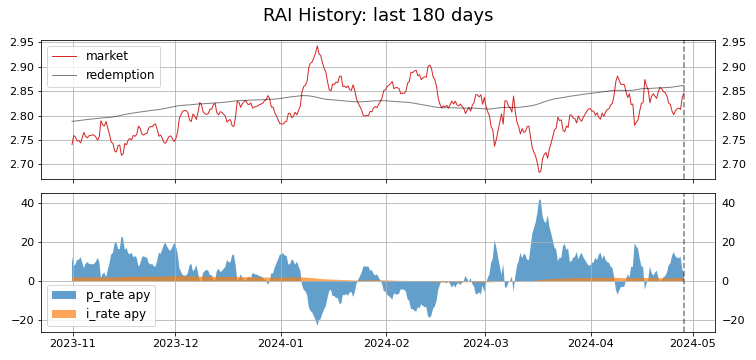 RAI History: last 180 days
2.95 2.95
market
redemption
2.90 2.90
2.85 2.85
2.80 2.80
2.75 2.75
2.70 2.70
40 40
20 20
0 0
p_rate apy
i_rate apy
−20 −20
2023-11 2023-12 2024-01 2024-02 2024-03 2024-04 2024-05